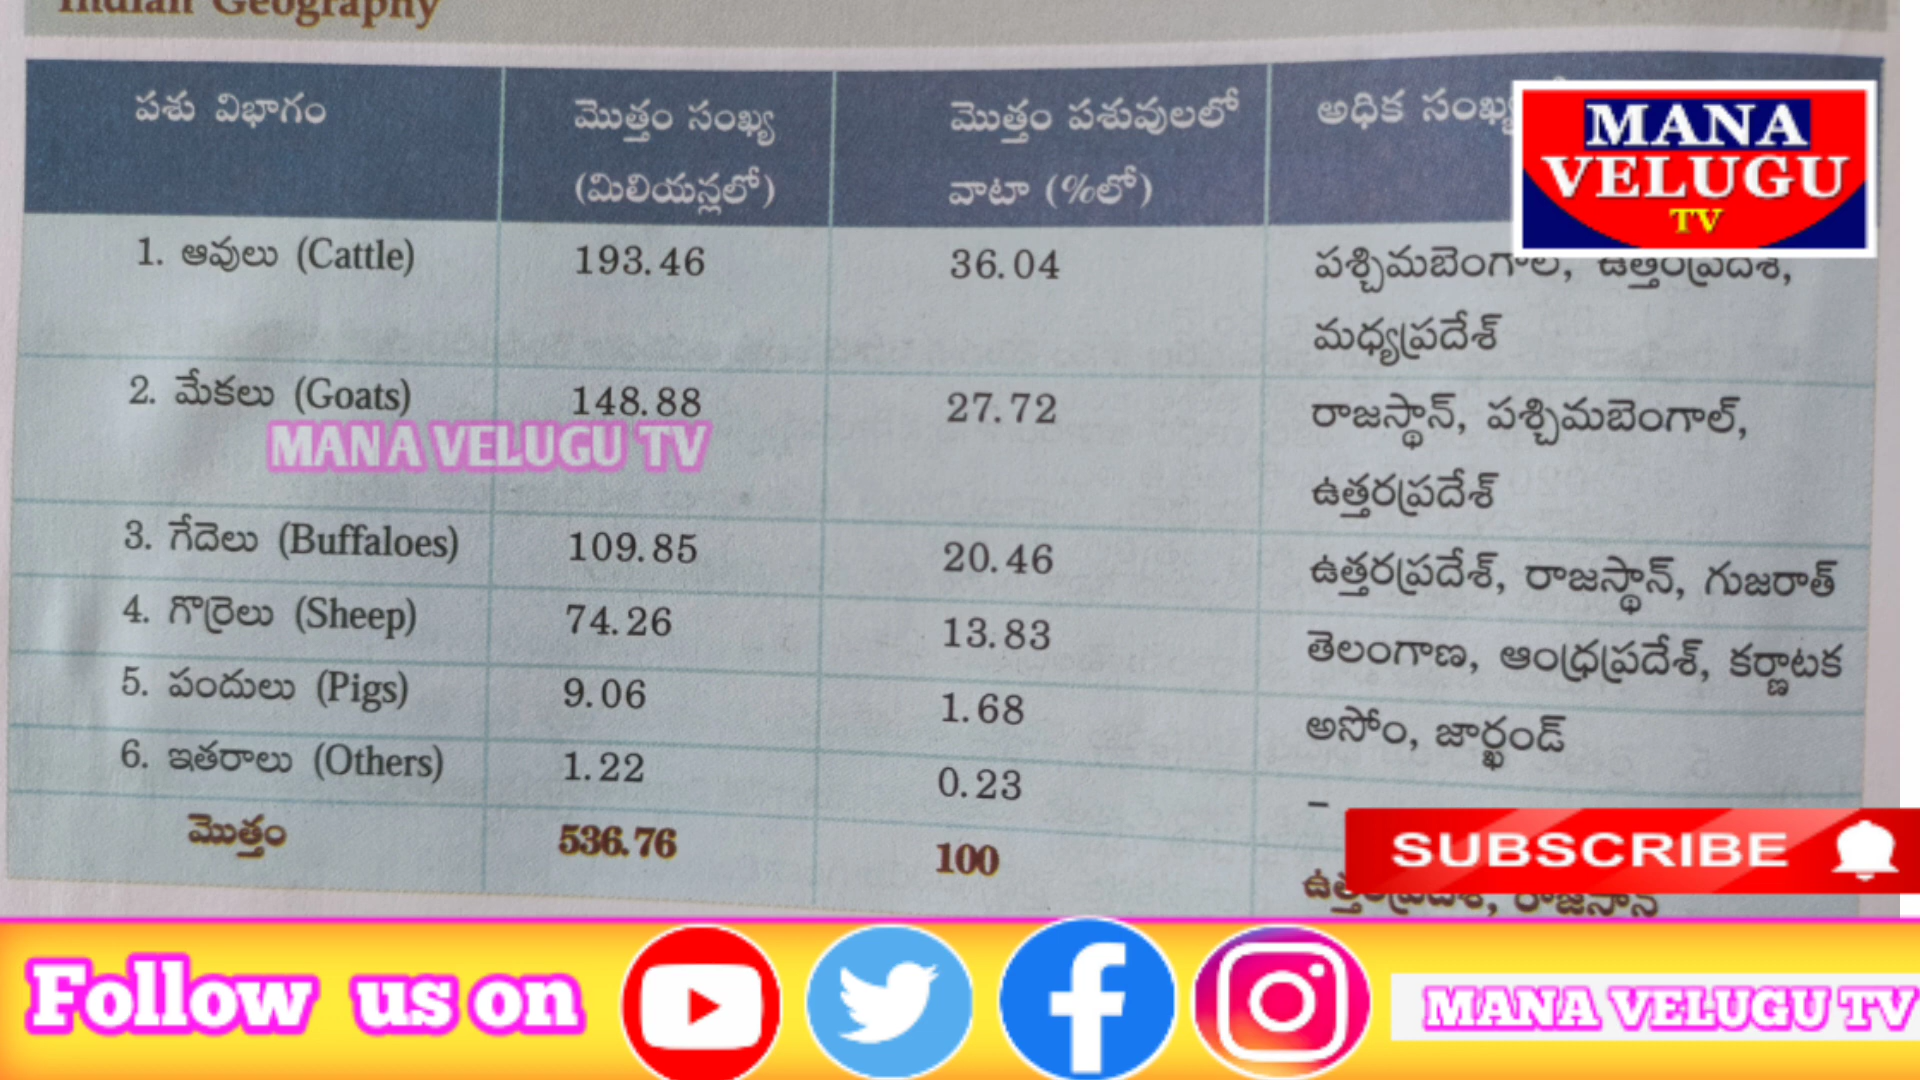 Indian Geography
పశు విభాగం
మొత్తం సంఖ్య
(మిలియన్లలో)
మొత్తం పశువులలో
వాటా (%లో)
అధిక సంఖ్య
MANA
VELUGU
TV
1. ఆవులు (Cattle) 193.46 36.04 పశ్చిమబెంగాల్, ఉత్తరప్రదేశ్,
మధ్యప్రదేశ్
2. మేకలు (Goats) 148.88 27.72 రాజస్థాన్, పశ్చిమబెంగాల్,
ఉత్తరప్రదేశ్
MANA VELUGU TV
3. గేదెలు (Buffaloes) 109.85 20.46 ఉత్తరప్రదేశ్, రాజస్థాన్, గుజరాత్
4. గొర్రెలు (Sheep) 74.26 13.83 తెలంగాణ, ఆంధ్రప్రదేశ్, కర్ణాటక
5. పందులు (Pigs) 9.06 1.68 అసోం, జార్ఖండ్
6. ఇతరాలు (Others) 1.22 0.23 –
మొత్తం 536.76 100 ఉత్తరప్రదేశ్, రాజస్థాన్
SUBSCRIBE
Follow us on
MANA VELUGU TV